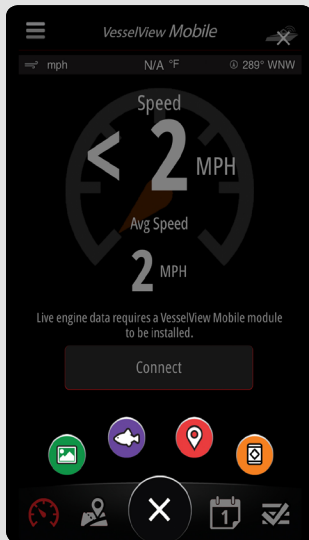 VesselView Mobile
mph N/A °F 289° WNW
Speed
< 2 MPH
Avg Speed
2 MPH
Live engine data requires a VesselView Mobile module
to be installed.
Connect
1